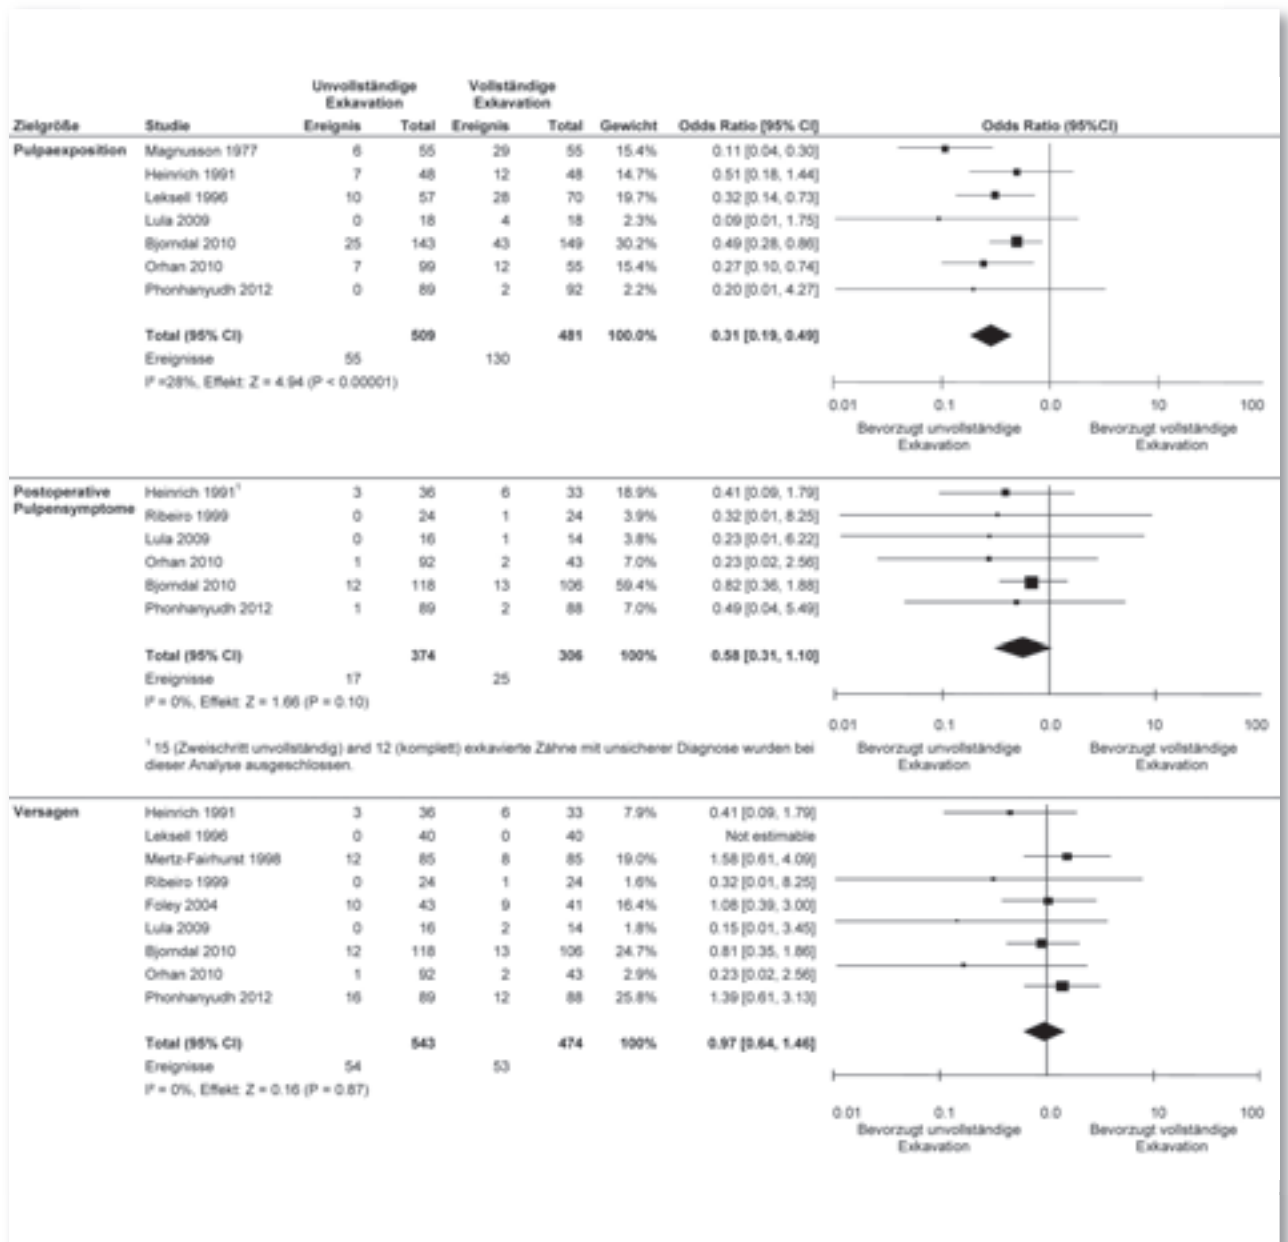 Unvollständige Exkavation Vollständige Exkavation
Zielgröße Studie Ereignis Total Ereignis Total Gewicht Odds Ratio [95% CI] Odds Ratio (95%CI)
Pulpaexposition Magnusson 1977 6 55 29 55 15.4% 0.11 [0.04, 0.30]
Heinrich 1991 7 48 12 48 14.7% 0.51 [0.18, 1.44]
Leksell 1996 10 57 28 70 19.7% 0.32 [0.14, 0.73]
Lula 2009 0 18 4 18 2.3% 0.09 [0.01, 1.75]
Bjorndal 2010 25 143 43 149 30.2% 0.49 [0.28, 0.86]
Orhan 2010 7 99 12 55 15.4% 0.27 [0.10, 0.74]
Phonhanyudh 2012 0 89 2 92 2.2% 0.20 [0.01, 4.27]
Total (95% CI) 509 481 100.0% 0.31 [0.19, 0.49]
Ereignisse 55 130
I² =28%, Effekt: Z = 4.94 (P < 0.00001)
0.01 0.1 0.0 10 100
Bevorzugt unvollständige Exkavation Bevorzugt vollständige Exkavation
Postoperative Pulpensymptome Heinrich 1991¹ 3 36 6 33 18.9% 0.41 [0.09, 1.79]
Ribeiro 1999 0 24 1 24 3.9% 0.32 [0.01, 8.25]
Lula 2009 0 16 1 14 3.8% 0.23 [0.01, 6.22]
Orhan 2010 1 92 2 43 7.0% 0.23 [0.02, 2.56]
Bjorndal 2010 12 118 13 106 59.4% 0.82 [0.36, 1.88]
Phonhanyudh 2012 1 89 2 88 7.0% 0.49 [0.04, 5.49]
Total (95% CI) 374 306 100% 0.58 [0.31, 1.10]
Ereignisse 17 25
I² = 0%, Effekt: Z = 1.66 (P = 0.10)
0.01 0.1 0.0 10 100
Bevorzugt unvollständige Exkavation Bevorzugt vollständige Exkavation
¹ 15 (Zweischritt unvollständig) and 12 (komplett) exkavierte Zähne mit unsicherer Diagnose wurden bei
dieser Analyse ausgeschlossen.
Versagen Heinrich 1991 3 36 6 33 7.9% 0.41 [0.09, 1.79]
Leksell 1996 0 40 0 40 Not estimable
Mertz-Fairhurst 1998 12 85 8 85 19.0% 1.58 [0.61, 4.09]
Ribeiro 1999 0 24 1 24 1.6% 0.32 [0.01, 8.25]
Foley 2004 10 43 9 41 16.4% 1.08 [0.39, 3.00]
Lula 2009 0 16 2 14 1.8% 0.15 [0.01, 3.45]
Bjorndal 2010 12 118 13 106 24.7% 0.81 [0.35, 1.86]
Orhan 2010 1 92 2 43 2.9% 0.23 [0.02, 2.56]
Phonhanyudh 2012 16 89 12 88 25.8% 1.39 [0.61, 3.13]
Total (95% CI) 543 474 100% 0.97 [0.64, 1.46]
Ereignisse 54 53
I² = 0%, Effekt: Z = 0.16 (P = 0.87)
0.01 0.1 0.0 10 100
Bevorzugt unvollständige Exkavation Bevorzugt vollständige Exkavation